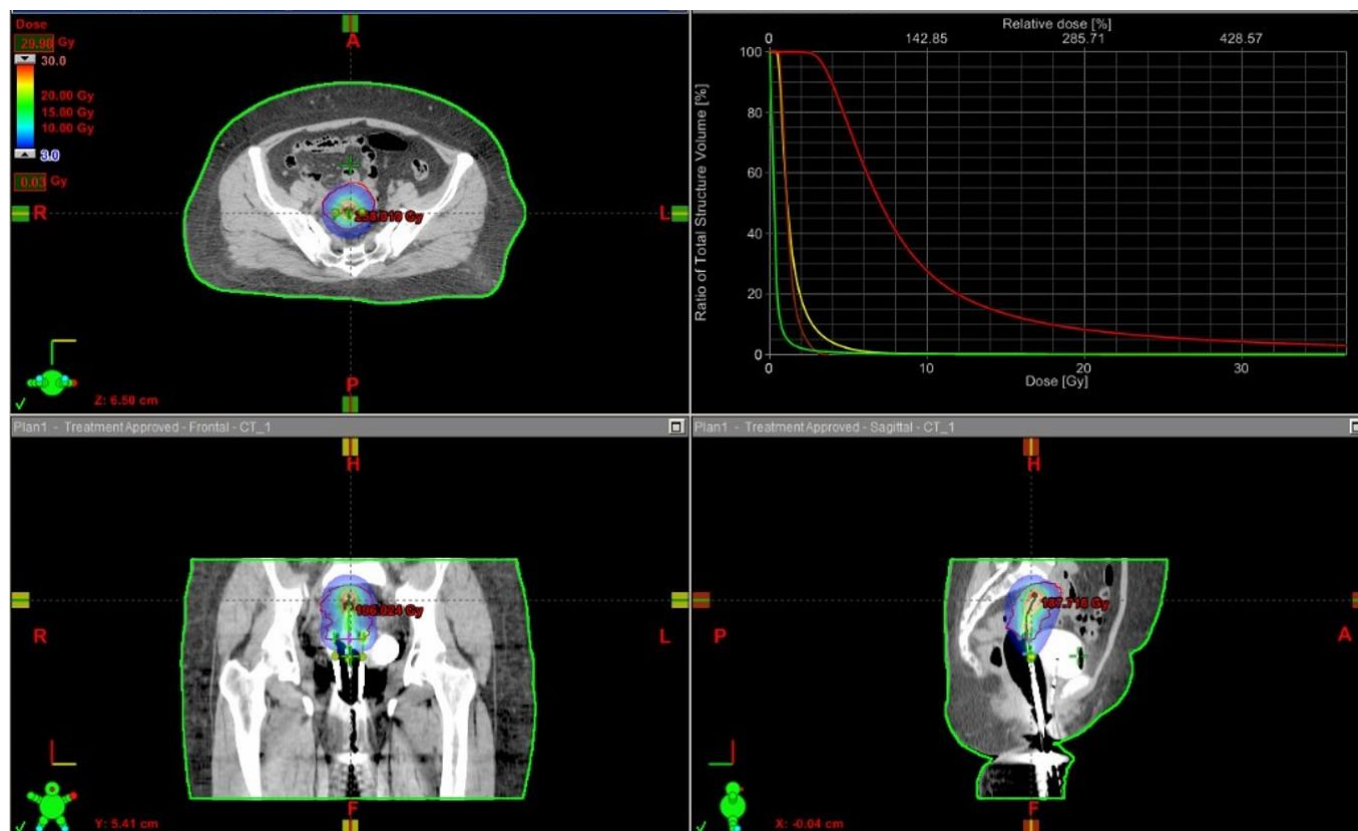 Dose
29.98 Gy
30.0
20.00 Gy
15.00 Gy
10.00 Gy
3.0
0.03 Gy
A
R
L
P
Z: 6.50 cm
Relative dose [%]
0 142.85 285.71 428.57
Ratio of Total Structure Volume [%]
100
80
60
40
20
0
0 10 20 30
Dose [Gy]
Plan1 - Treatment Approved - Frontal - CT_1
H
R
L
F
Y: 5.41 cm
Plan1 - Treatment Approved - Sagittal - CT_1
H
P
A
F
X: -0.04 cm